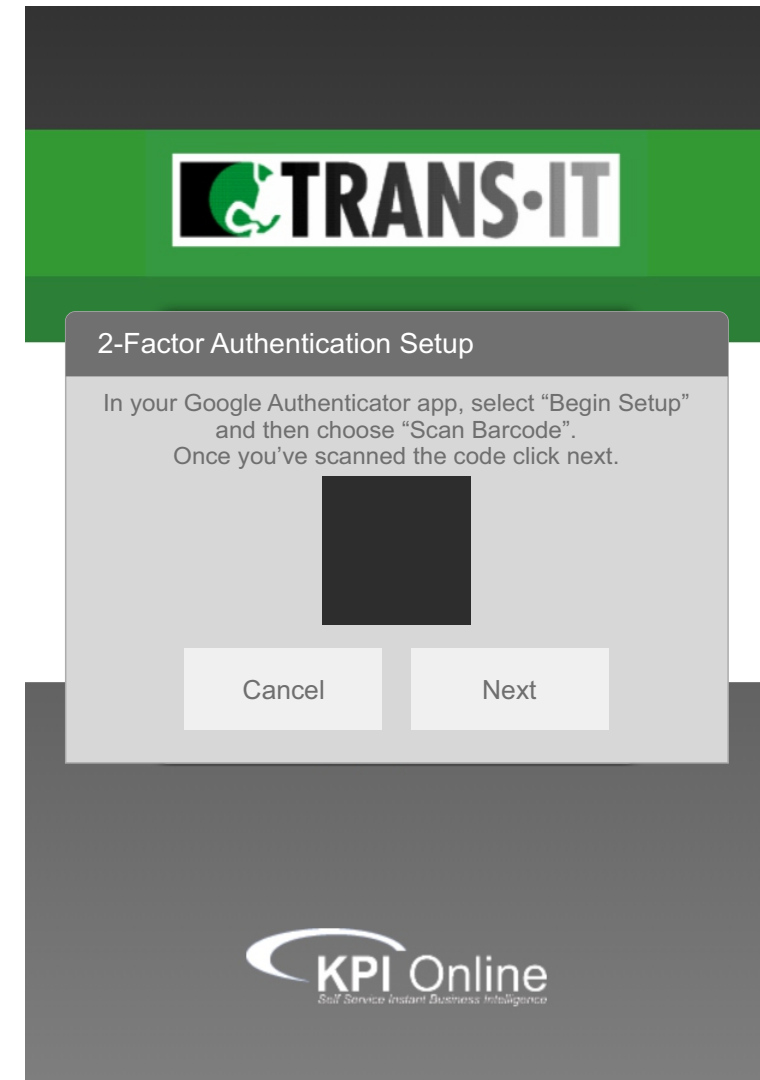 TRANS·IT
2-Factor Authentication Setup
In your Google Authenticator app, select “Begin Setup”
and then choose “Scan Barcode”.
Once you’ve scanned the code click next.
Cancel
Next
KPI Online
Self Service Instant Business Intelligence